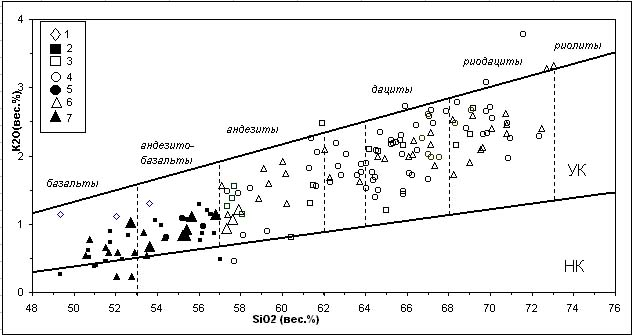 4
3
2
1
0
K2O(вес.%)
1
2
3
4
5
6
7
базальты
андезито-
базальты
андезиты
дациты
риодациты
риолиты
УК
НК
48 50 52 54 56 58 60 62 64 66 68 70 72 74 76
SiO2 (вес.%)